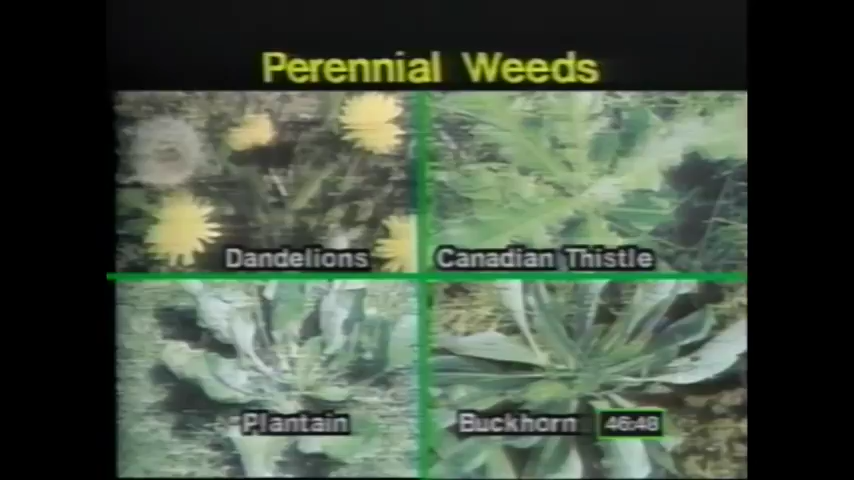 Perennial Weeds
Dandelions
Canadian Thistle
Plantain
Buckhorn
46:48